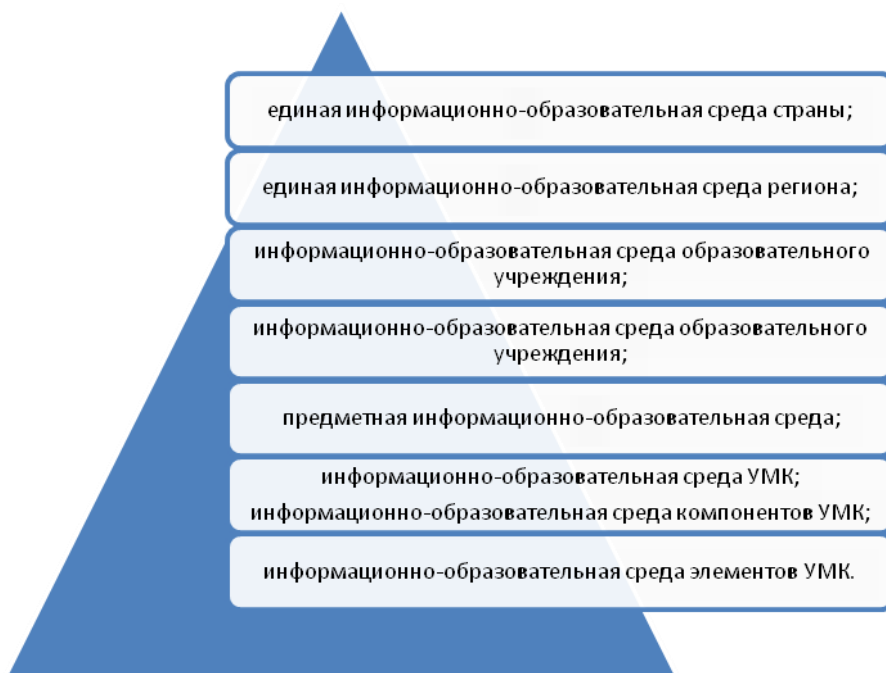 единая информационно-образовательная среда страны;
единая информационно-образовательная среда региона;
информационно-образовательная среда образовательного
учреждения;
информационно-образовательная среда образовательного
учреждения;
предметная информационно-образовательная среда;
информационно-образовательная среда УМК;
информационно-образовательная среда компонентов УМК;
информационно-образовательная среда элементов УМК.